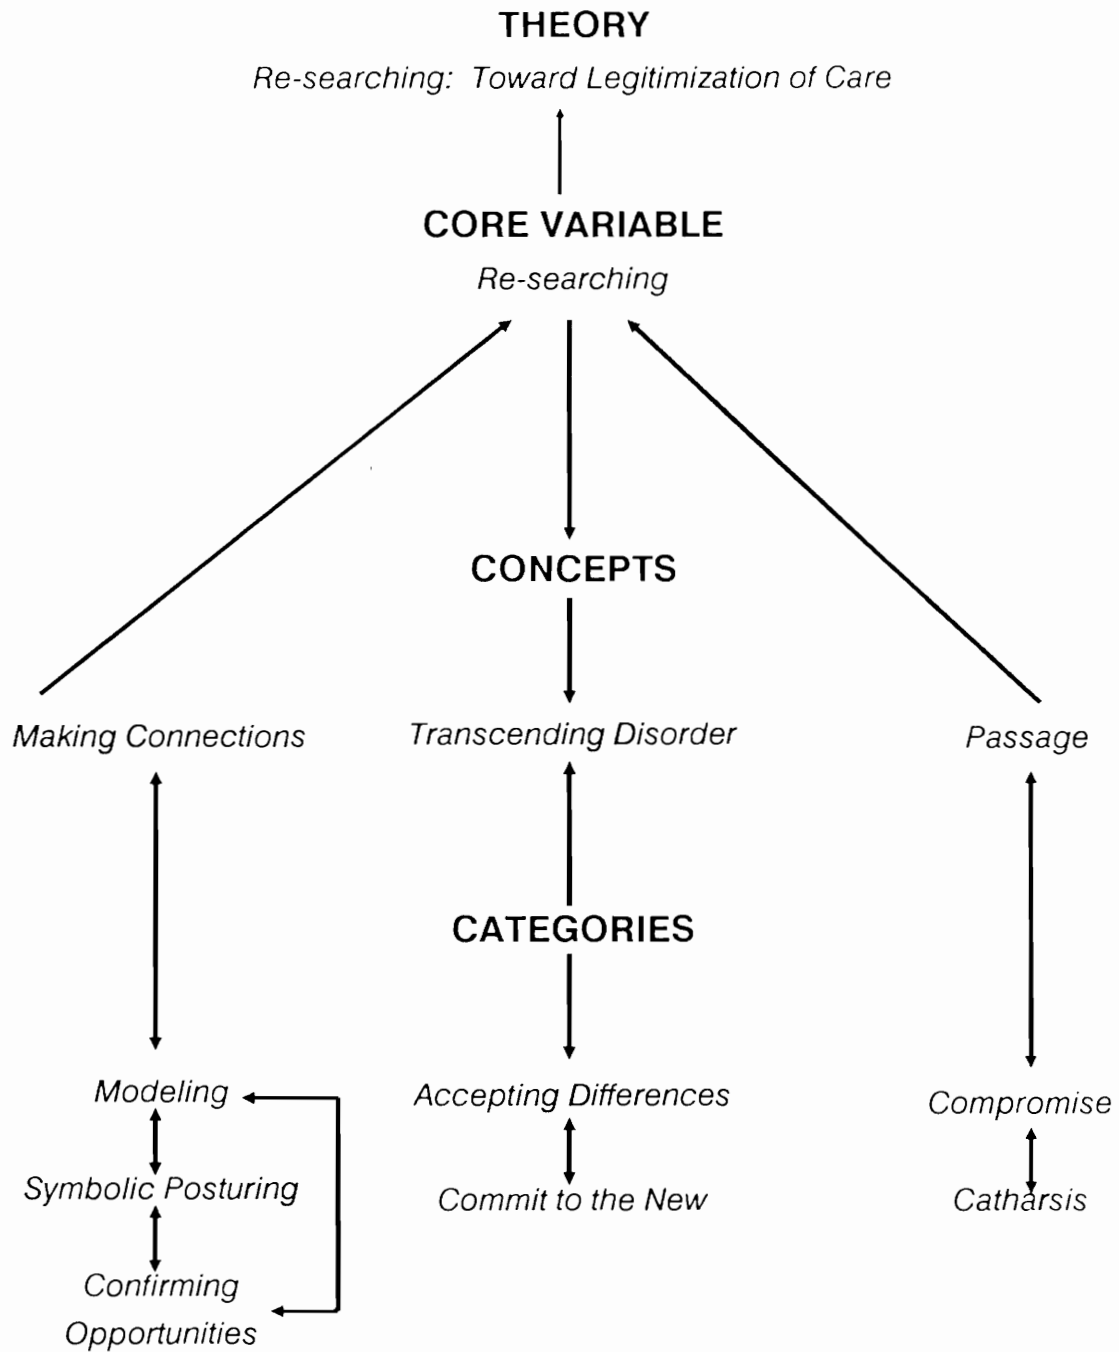 THEORY
Re-searching: Toward Legitimization of Care
CORE VARIABLE
Re-searching
CONCEPTS
Making Connections
Transcending Disorder
Passage
CATEGORIES
Modeling
Accepting Differences
Compromise
Symbolic Posturing
Commit to the New
Catharsis
Confirming
Opportunities